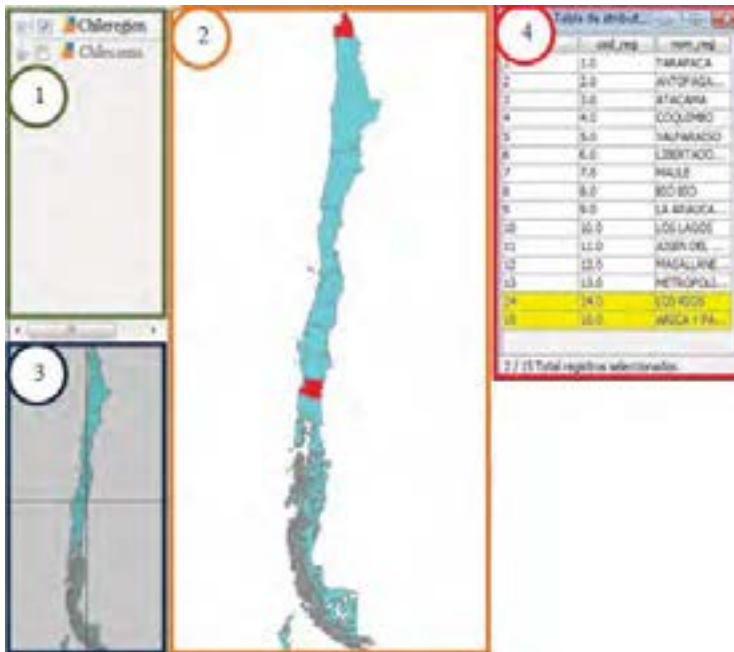 Chileregion
1
2
3
4
Tabla de atribut...
cod_reg nom_reg
1 1.0 TARAPACA
2 2.0 ANTOFAGA...
3 3.0 ATACAMA
4 4.0 COQUIMBO
5 5.0 VALPARAISO
6 6.0 LIBERTADO...
7 7.0 MAULE
8 8.0 BIO BIO
9 9.0 LA ARAUCA...
10 10.0 LOS LAGOS
11 11.0 AISEN DEL ...
12 12.0 MAGALLANE...
13 13.0 METROPOLI...
14 14.0 LOS RIOS
ARICA Y PA...
2 / 15 Total registros seleccionados.